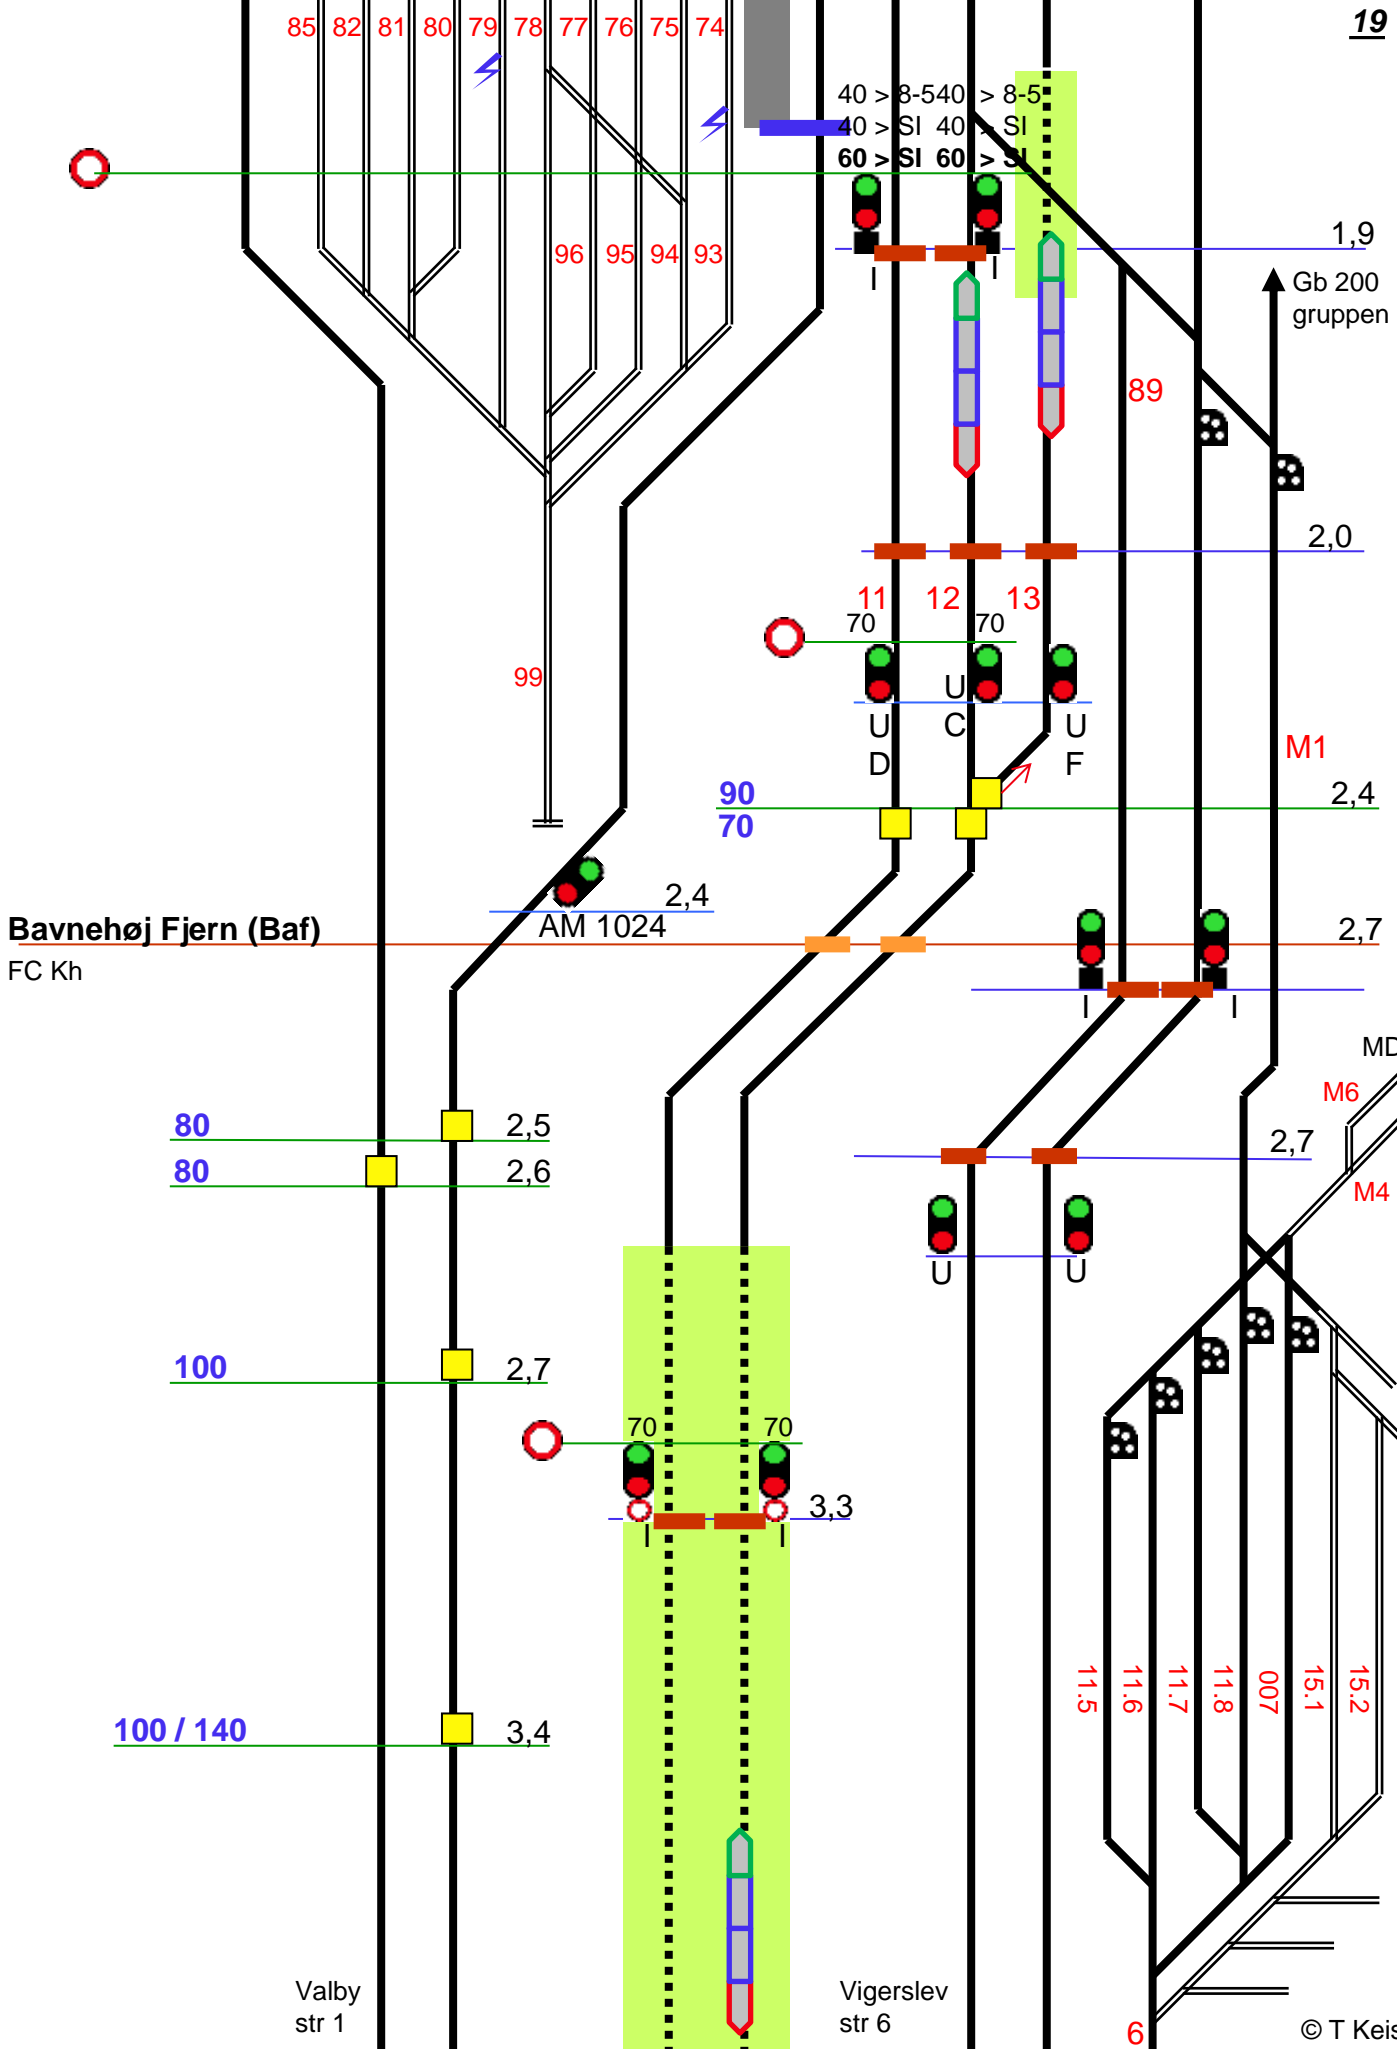 19
85 82 81 80 79 78 77 76 75 74
40 > 8-5 40 > 8-5
40 > SI 40 > SI
60 > SI 60 > SI
1,9
I I
96 95 94 93
Gb 200
gruppen
89
2,0
11 12 13
70 70
99
U U U
D C F
M1
90
70
2,4
2,4
AM 1024
Bavnehøj Fjern (Baf)
2,7
FC Kh
I I
MD
M6
80 2,5
2,7
80 2,6
M4
U U
100 2,7
70 70
3,3
I I
11.5 11.6 11.7 11.8 007 15.1 15.2
100 / 140 3,4
Valby
str 1
Vigerslev
str 6
6
© T Keis